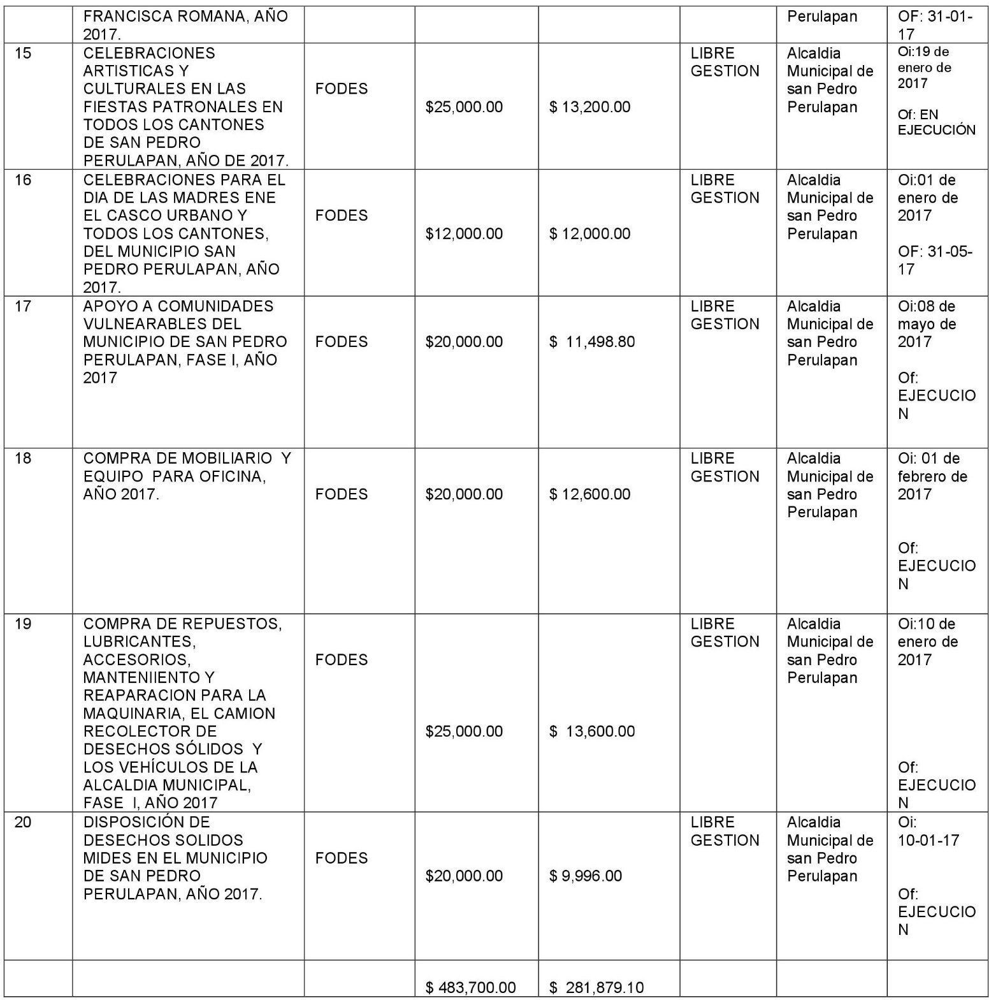 FRANCISCA ROMANA, AÑO
2017.
Perulapan
OF: 31-01-
17
15
CELEBRACIONES
ARTISTICAS Y
CULTURALES EN LAS
FIESTAS PATRONALES EN
TODOS LOS CANTONES
DE SAN PEDRO
PERULAPAN, AÑO DE 2017.
FODES
$25,000.00
$ 13,200.00
LIBRE
GESTION
Alcaldia
Municipal de
san Pedro
Perulapan
Oi:19 de
enero de
2017
Of: EN
EJECUCIÓN
16
CELEBRACIONES PARA EL
DIA DE LAS MADRES ENE
EL CASCO URBANO Y
TODOS LOS CANTONES,
DEL MUNICIPIO SAN
PEDRO PERULAPAN, AÑO
2017.
FODES
$12,000.00
$ 12,000.00
LIBRE
GESTION
Alcaldia
Municipal de
san Pedro
Perulapan
Oi:01 de
enero de
2017
OF: 31-05-
17
17
APOYO A COMUNIDADES
VULNEARABLES DEL
MUNICIPIO DE SAN PEDRO
PERULAPAN, FASE I, AÑO
2017
FODES
$20,000.00
$ 11,498.80
LIBRE
GESTION
Alcaldia
Municipal de
san Pedro
Perulapan
Oi:08 de
mayo de
2017
Of:
EJECUCIO
N
18
COMPRA DE MOBILIARIO Y
EQUIPO PARA OFICINA,
AÑO 2017.
FODES
$20,000.00
$ 12,600.00
LIBRE
GESTION
Alcaldia
Municipal de
san Pedro
Perulapan
Oi: 01 de
febrero de
2017
Of:
EJECUCIO
N
19
COMPRA DE REPUESTOS,
LUBRICANTES,
ACCESORIOS,
MANTENIIENTO Y
REAPARACION PARA LA
MAQUINARIA, EL CAMION
RECOLECTOR DE
DESECHOS SÓLIDOS Y
LOS VEHÍCULOS DE LA
ALCALDIA MUNICIPAL,
FASE I, AÑO 2017
FODES
$25,000.00
$ 13,600.00
LIBRE
GESTION
Alcaldia
Municipal de
san Pedro
Perulapan
Oi:10 de
enero de
2017
Of:
EJECUCIO
N
20
DISPOSICIÓN DE
DESECHOS SOLIDOS
MIDES EN EL MUNICIPIO
DE SAN PEDRO
PERULAPAN, AÑO 2017.
FODES
$20,000.00
$ 9,996.00
LIBRE
GESTION
Alcaldia
Municipal de
san Pedro
Perulapan
Oi:
10-01-17
Of:
EJECUCIO
N
$ 483,700.00
$ 281,879.10